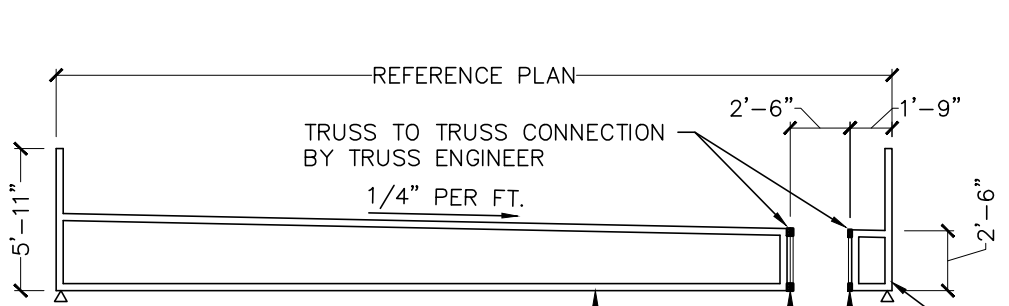 REFERENCE PLAN
2'-6"
1'-9"
TRUSS TO TRUSS CONNECTION
BY TRUSS ENGINEER
1/4" PER FT.
5'-11"
2'-6"